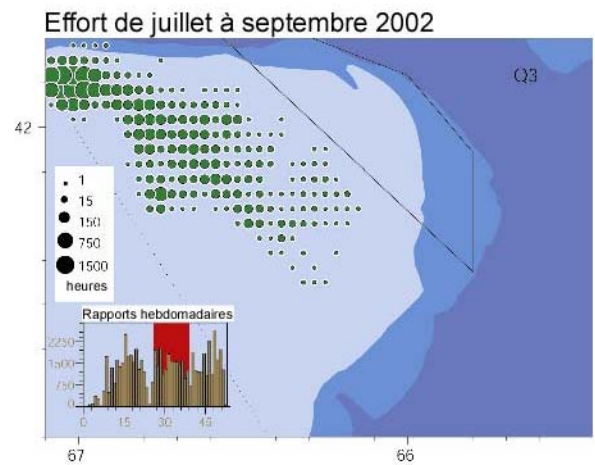 Effort de juillet à septembre 2002
Q3
42
1
15
150
750
1500
heures
Rapports hebdomadaires
2250
1500
750
0
0 15 30 45
67 66